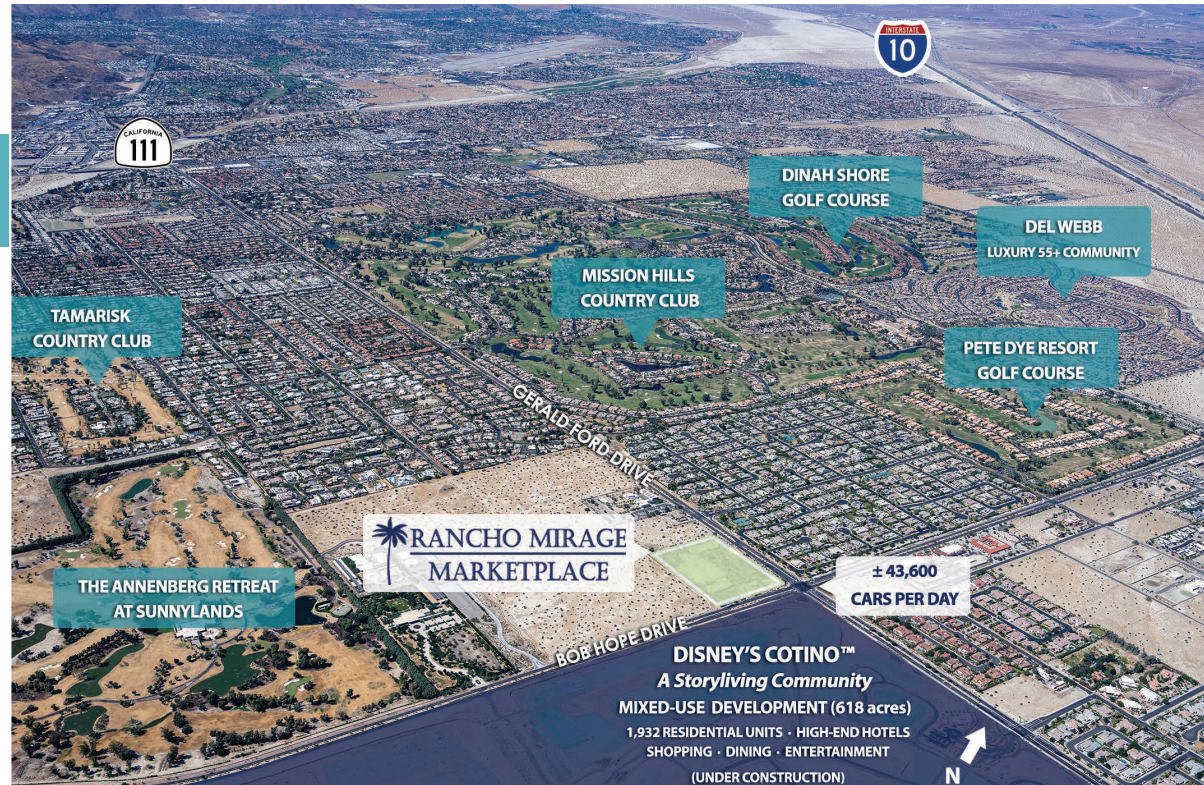 INTERSTATE
10
CALIFORNIA
111
DINAH SHORE
GOLF COURSE
DEL WEBB
LUXURY 55+ COMMUNITY
MISSION HILLS
COUNTRY CLUB
TAMARISK
COUNTRY CLUB
PETE DYE RESORT
GOLF COURSE
GERALD FORD DRIVE
RANCHO MIRAGE
MARKETPLACE
THE ANNENBERG RETREAT
AT SUNNYLANDS
± 43,600
CARS PER DAY
BOB HOPE DRIVE
DISNEY'S COTINO™
A Storyliving Community
MIXED-USE DEVELOPMENT (618 acres)
1,932 RESIDENTIAL UNITS · HIGH-END HOTELS
SHOPPING · DINING · ENTERTAINMENT
(UNDER CONSTRUCTION)
N